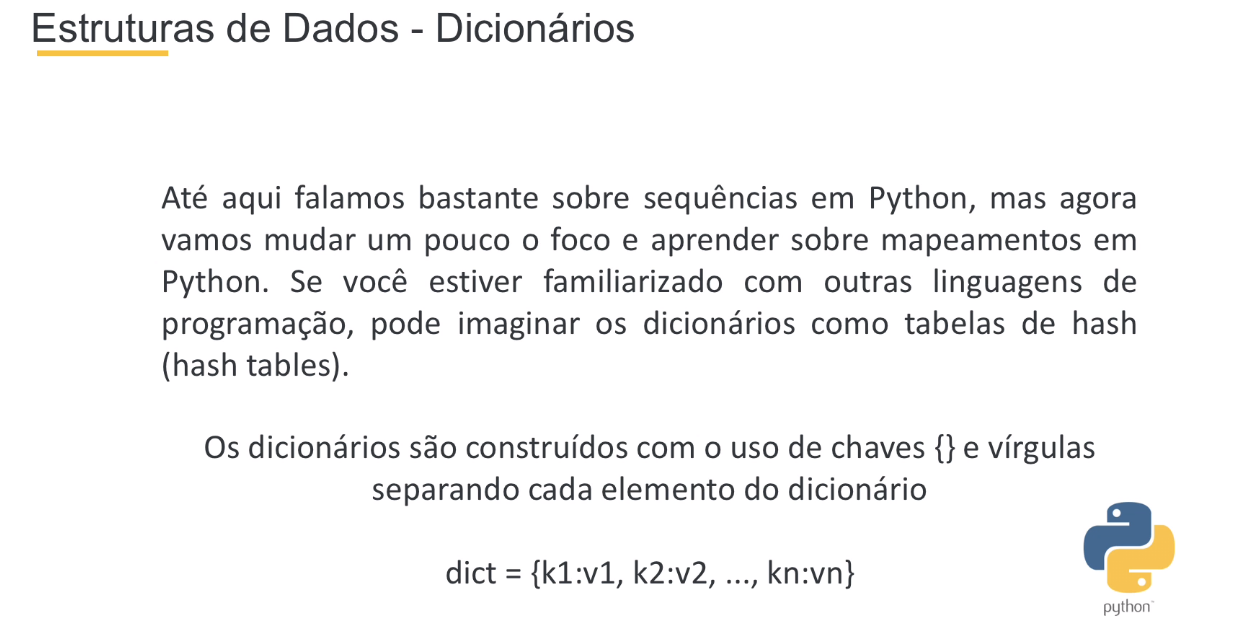 Estruturas de Dados - Dicionários
Até aqui falamos bastante sobre sequências em Python, mas agora
vamos mudar um pouco o foco e aprender sobre mapeamentos em
Python. Se você estiver familiarizado com outras linguagens de
programação, pode imaginar os dicionários como tabelas de hash
(hash tables).
Os dicionários são construídos com o uso de chaves {} e vírgulas
separando cada elemento do dicionário
dict = {k1:v1, k2:v2, ..., kn:vn}
python™